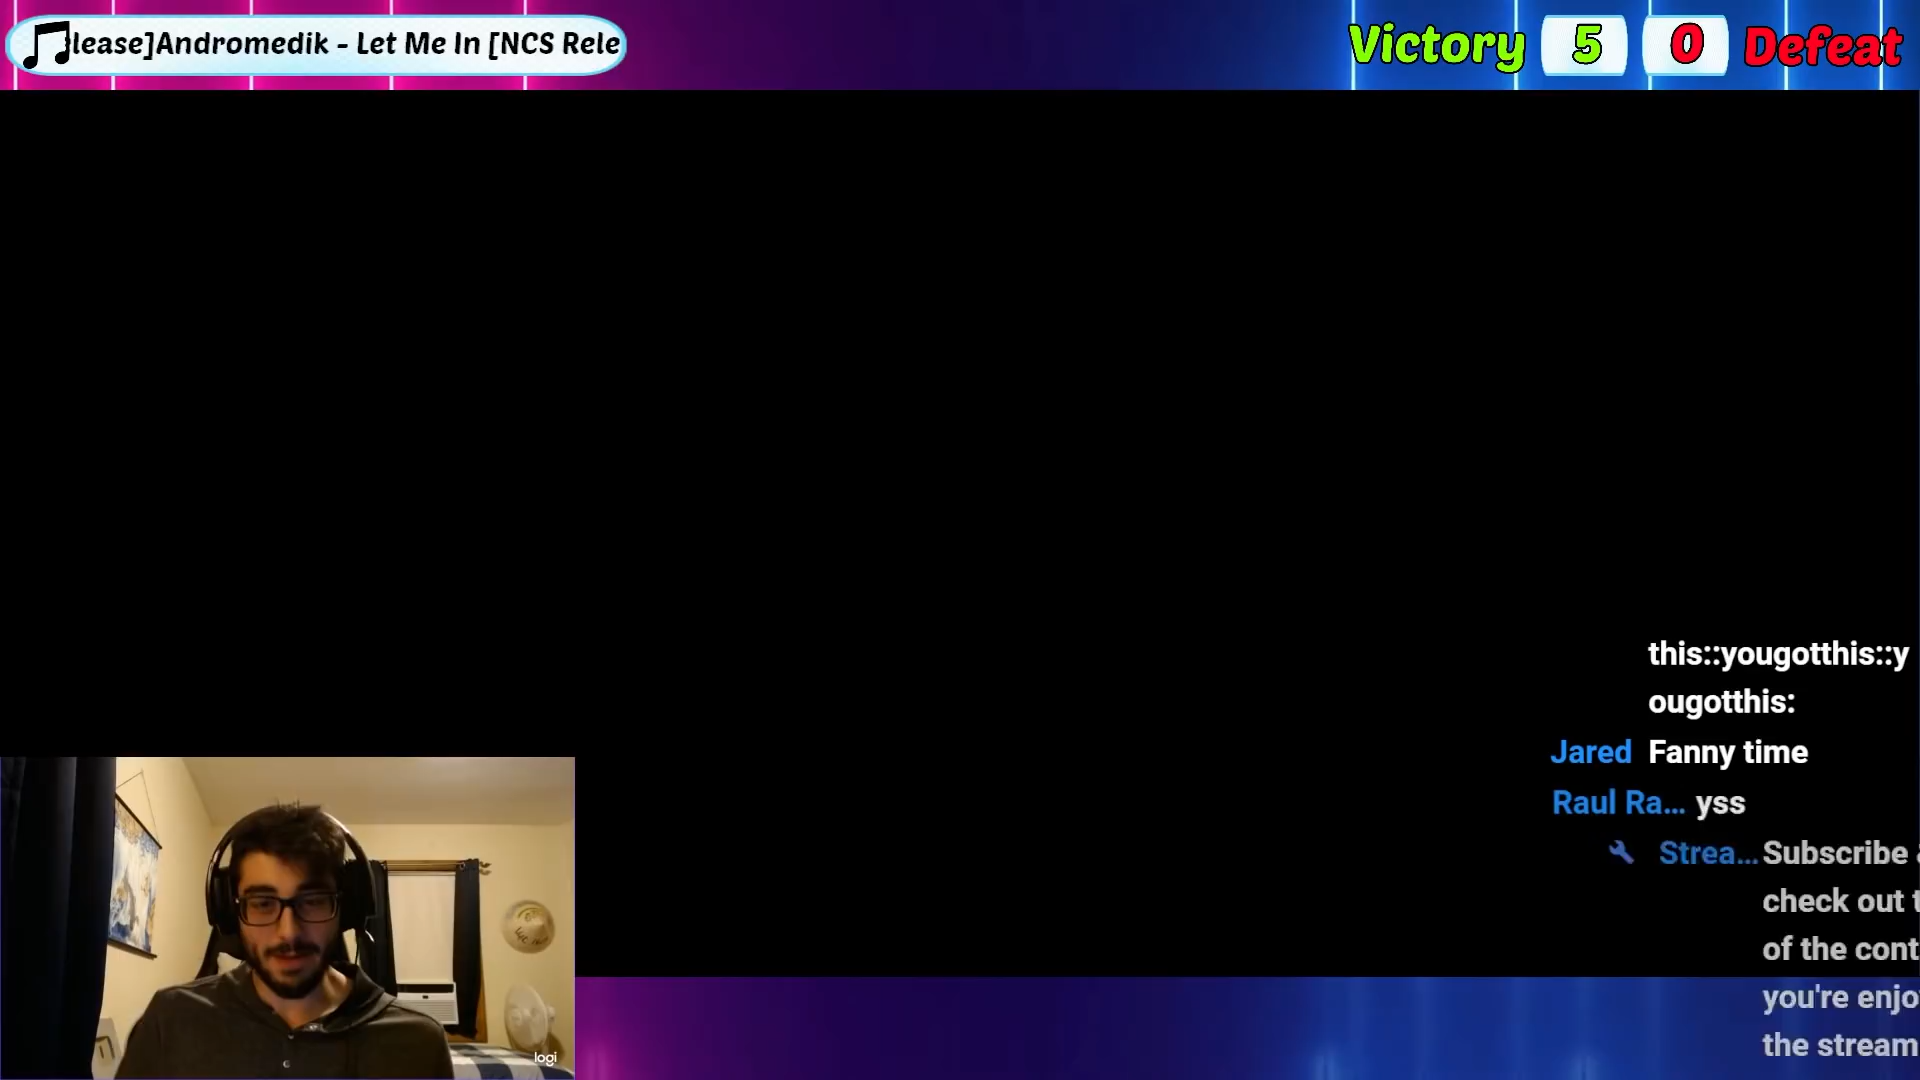 lease]Andromedik - Let Me In [NCS Rele
Victory 5 0 Defeat
this::yougotthis::y
ougotthis:
Jared Fanny time
Raul Ra... yss
Strea... Subscribe
check out
of the cont
you're enjo
the stream
logi